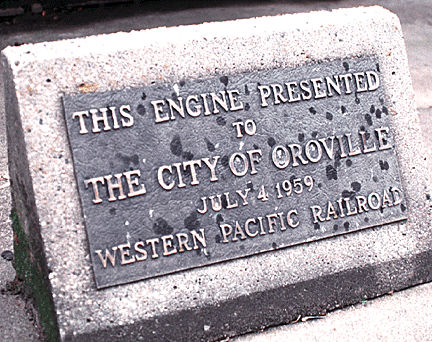 THIS ENGINE PRESENTED
TO
THE CITY OF OROVILLE
JULY 4 1959
WESTERN PACIFIC RAILROAD